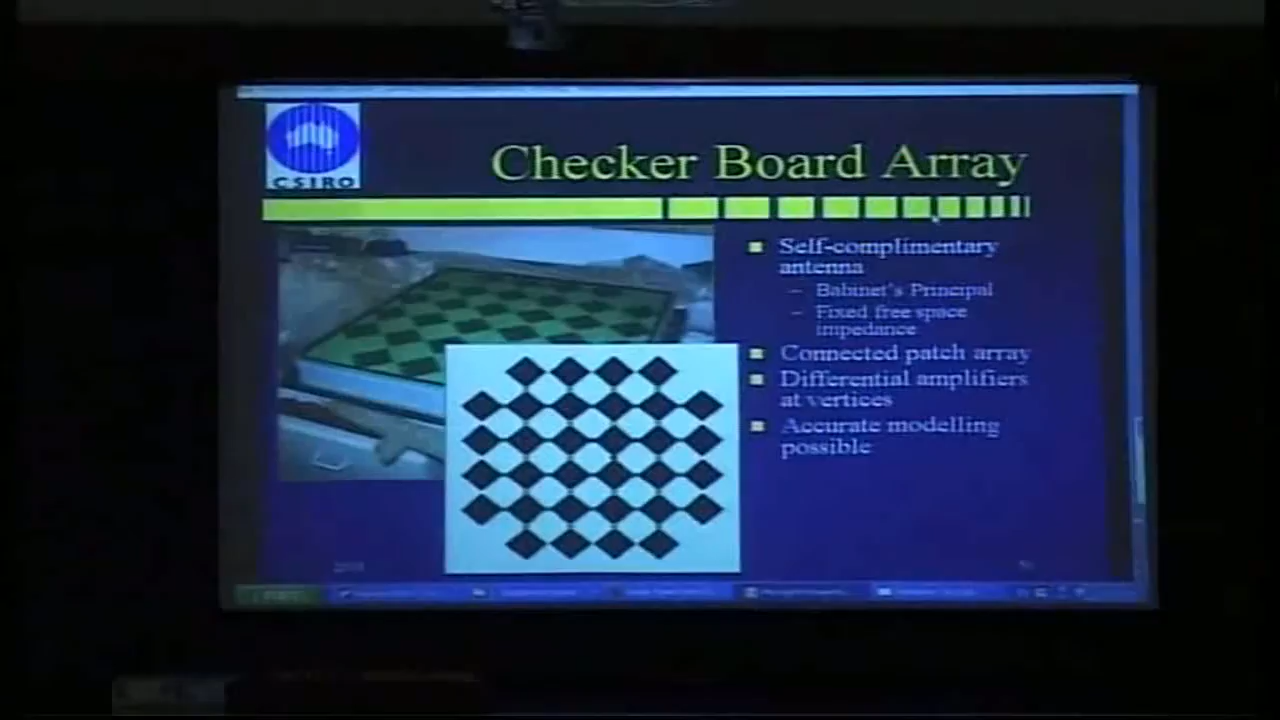 CSIRO
Checker Board Array
Self-complimentary
antenna
– Babinet's Principal
– Fixed free space
impedance
Connected patch array
Differential amplifiers
at vertices
Accurate modelling
possible